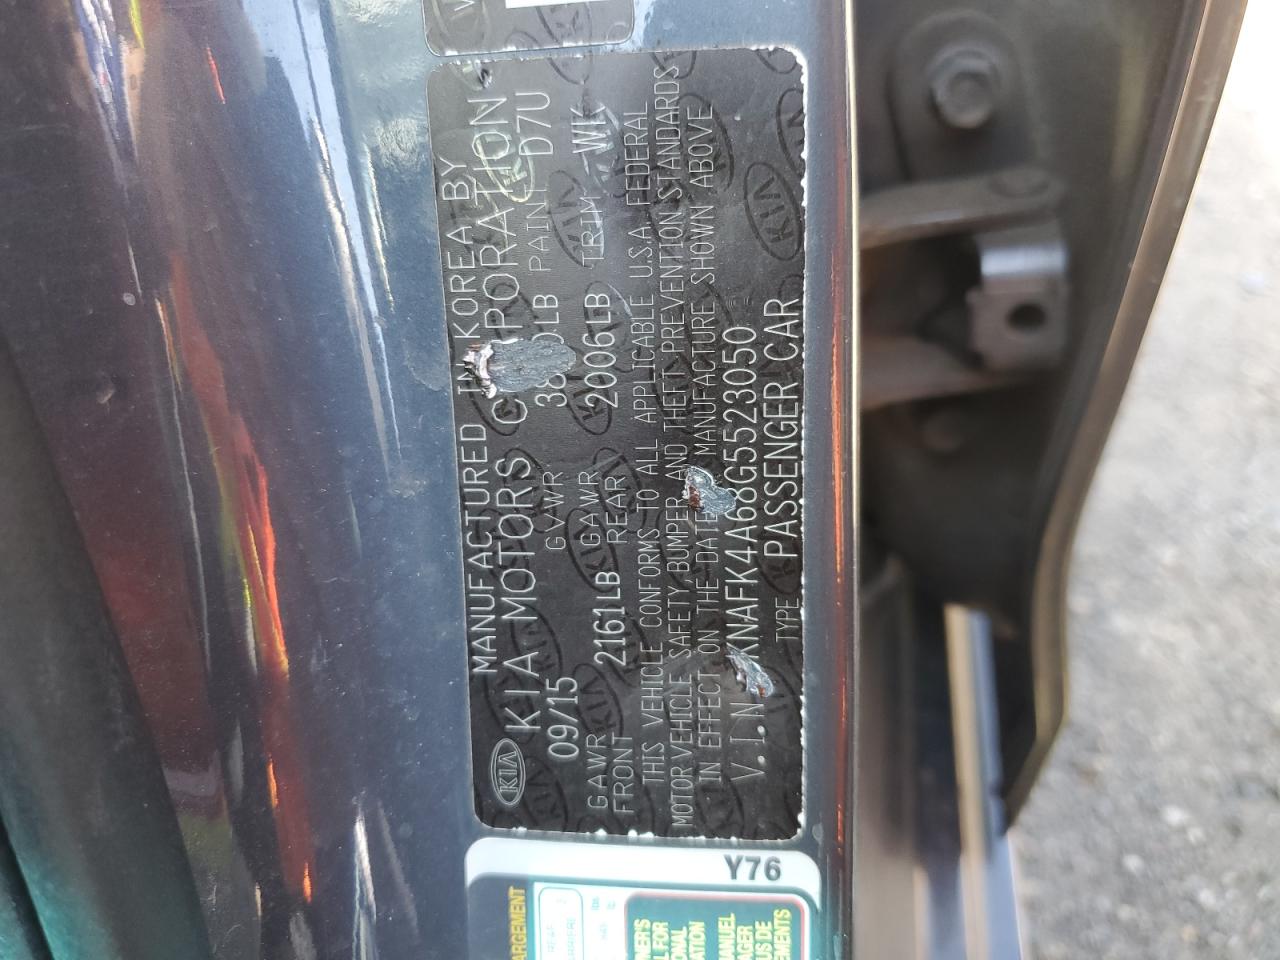 MANUFACTURED IN KOREA BY
KIA KIA MOTORS CORPORATION
09/15 GVWR LB PAINT D7U
GAWR FRONT 2161LB GAWR REAR 2006LB TRIM WK
THIS VEHICLE CONFORMS TO ALL APPLICABLE U.S.A. FEDERAL
MOTOR VEHICLE SAFETY, BUMPER, AND THEFT PREVENTION STANDARDS
IN EFFECT ON THE DATE MANUFACTURE SHOWN ABOVE
V.I.N KNAFK4A68G5523050
TYPE PASSENGER CAR
Y76